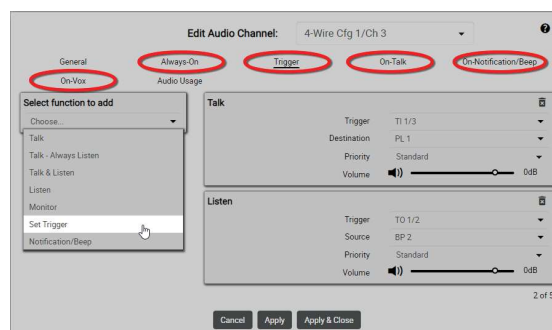 Edit Audio Channel: 4-Wire Cfg 1/Ch 3 ?
General Always-On Trigger On-Talk On-Notification/Beep
On-Vox Audio Usage
Select function to add
Choose...
Talk
Talk - Always Listen
Talk & Listen
Listen
Monitor
Set Trigger
Notification/Beep
Talk
Trigger TI 1/3
Destination PL 1
Priority Standard
Volume 0dB
Listen
Trigger TO 1/2
Source BP 2
Priority Standard
Volume 0dB
2 of 5
Cancel Apply Apply & Close